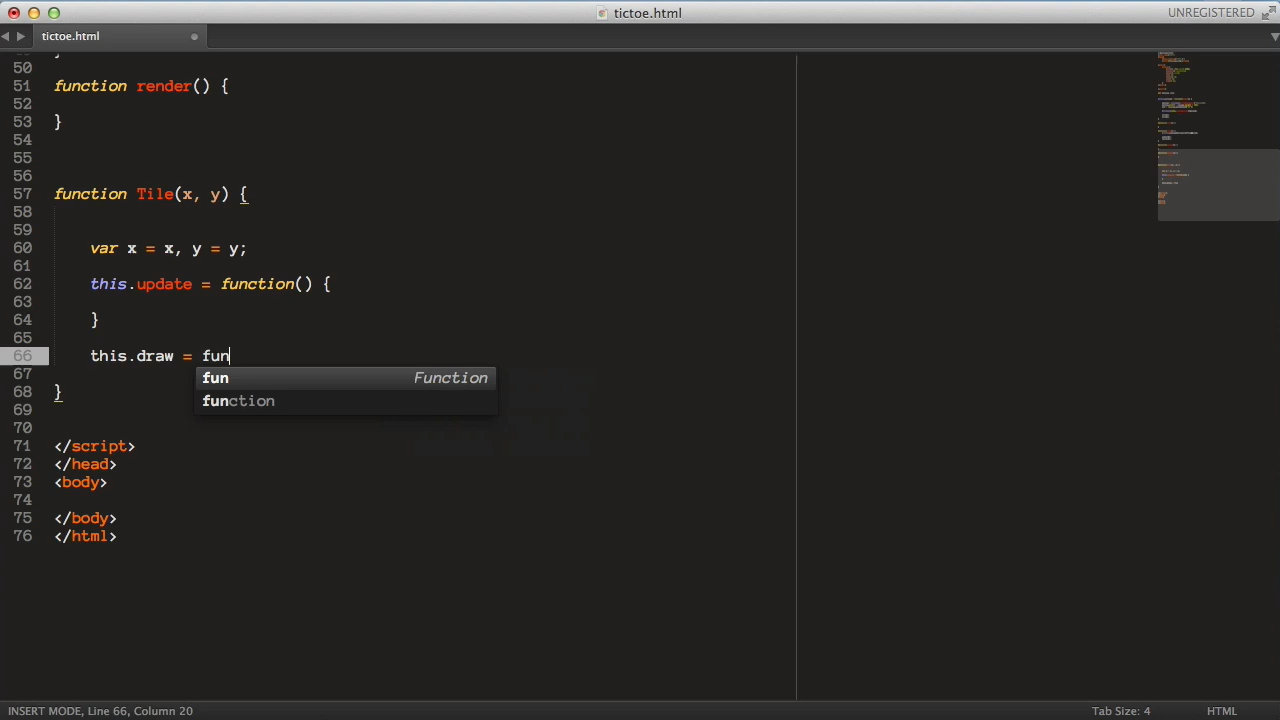 tictoe.html
UNREGISTERED
tictoe.html
50
51 function render() {
52
53 }
54
55
56
57 function Tile(x, y) {
58
59
60 var x = x, y = y;
61
62 this.update = function() {
63
64 }
65
66 this.draw = fun
fun Function
function
67
68 }
69
70
71 </script>
72 </head>
73 <body>
74
75 </body>
76 </html>
INSERT MODE, Line 66, Column 20
Tab Size: 4
HTML